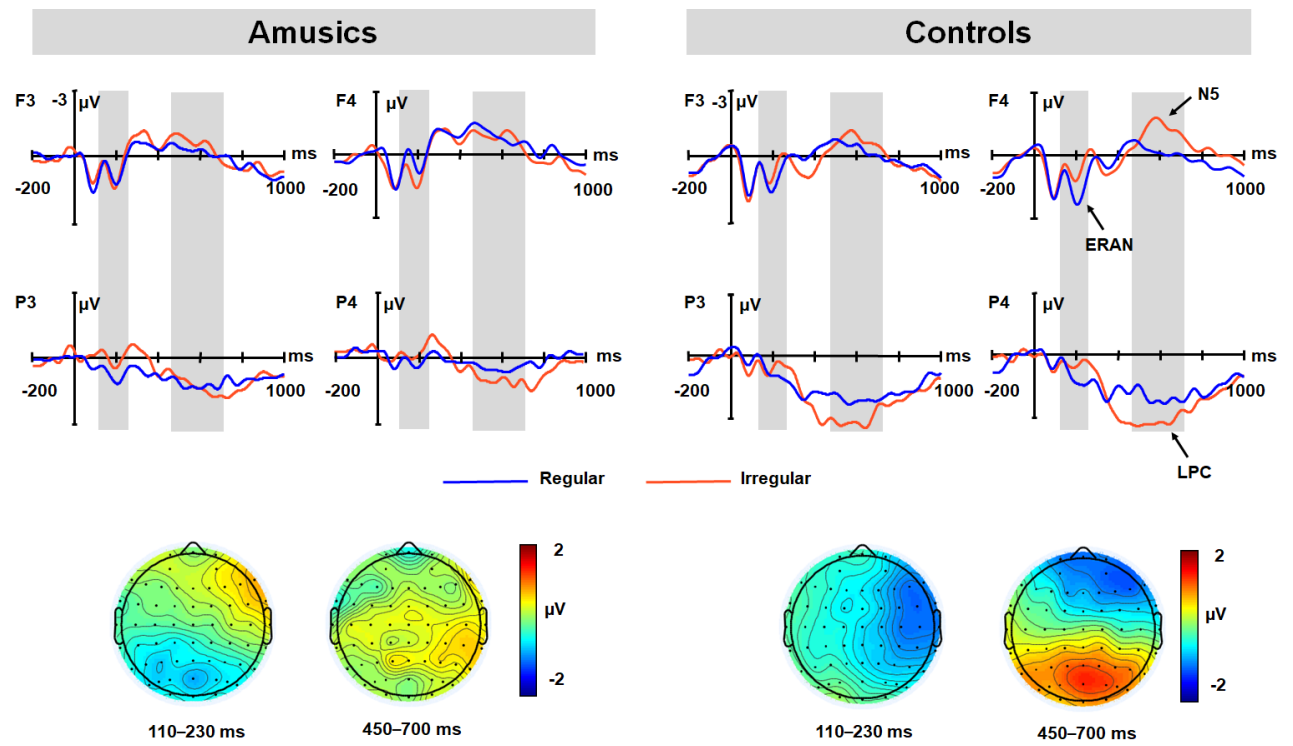 Amusics
Controls
F3 -3 μV
ms
-200
1000
F4 μV
ms
-200
1000
F3 -3 μV
ms
-200
1000
F4 μV
N5
ms
-200
1000
ERAN
P3 μV
ms
-200
1000
P4 μV
ms
-200
1000
P3 μV
ms
-200
1000
P4 μV
ms
-200
1000
LPC
Regular
Irregular
2
μV
-2
110–230 ms
450–700 ms
2
μV
-2
110–230 ms
450–700 ms